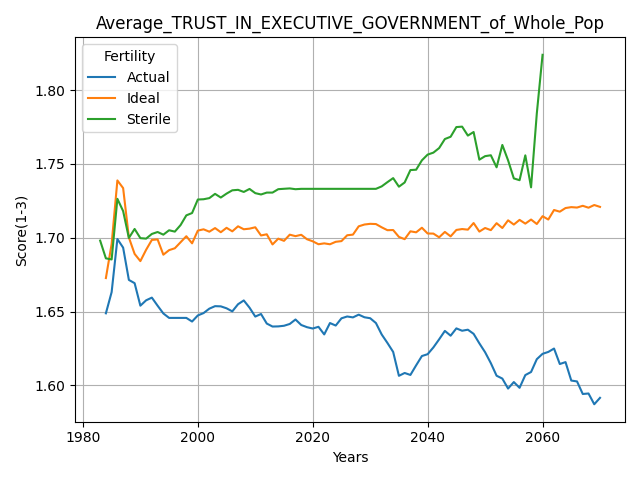 Average_TRUST_IN_EXECUTIVE_GOVERNMENT_of_Whole_Pop
Fertility
Actual
Ideal
Sterile
Score(1-3)
1.80
1.75
1.70
1.65
1.60
1980 2000 2020 2040 2060
Years